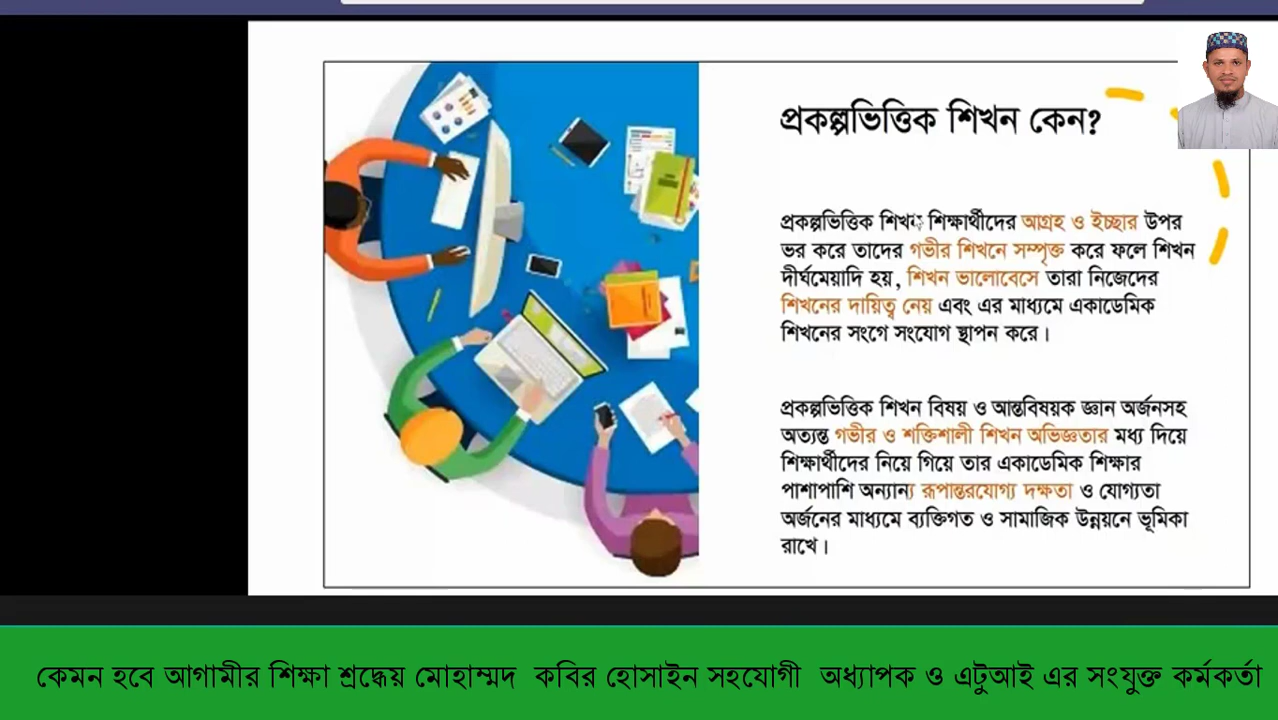 প্রকল্পভিত্তিক শিখন কেন?
প্রকল্পভিত্তিক শিখন শিক্ষার্থীদের আগ্রহ ও ইচ্ছার উপর
ভর করে তাদের গভীর শিখনে সম্পৃক্ত করে ফলে শিখন
দীর্ঘমেয়াদি হয়, শিখন ভালোবেসে তারা নিজেদের
শিখনের দায়িত্ব নেয় এবং এর মাধ্যমে একাডেমিক
শিখনের সংগে সংযোগ স্থাপন করে।
প্রকল্পভিত্তিক শিখন বিষয় ও আন্তবিষয়ক জ্ঞান অর্জনসহ
অত্যন্ত গভীর ও শক্তিশালী শিখন অভিজ্ঞতার মধ্য দিয়ে
শিক্ষার্থীদের নিয়ে গিয়ে তার একাডেমিক শিক্ষার
পাশাপাশি অন্যান্য রূপান্তরযোগ্য দক্ষতা ও যোগ্যতা
অর্জনের মাধ্যমে ব্যক্তিগত ও সামাজিক উন্নয়নে ভূমিকা
রাখে।
কেমন হবে আগামীর শিক্ষা শ্রদ্ধেয় মোহাম্মদ কবির হোসাইন সহযোগী অধ্যাপক ও এটুআই এর সংযুক্ত কর্মকর্তা